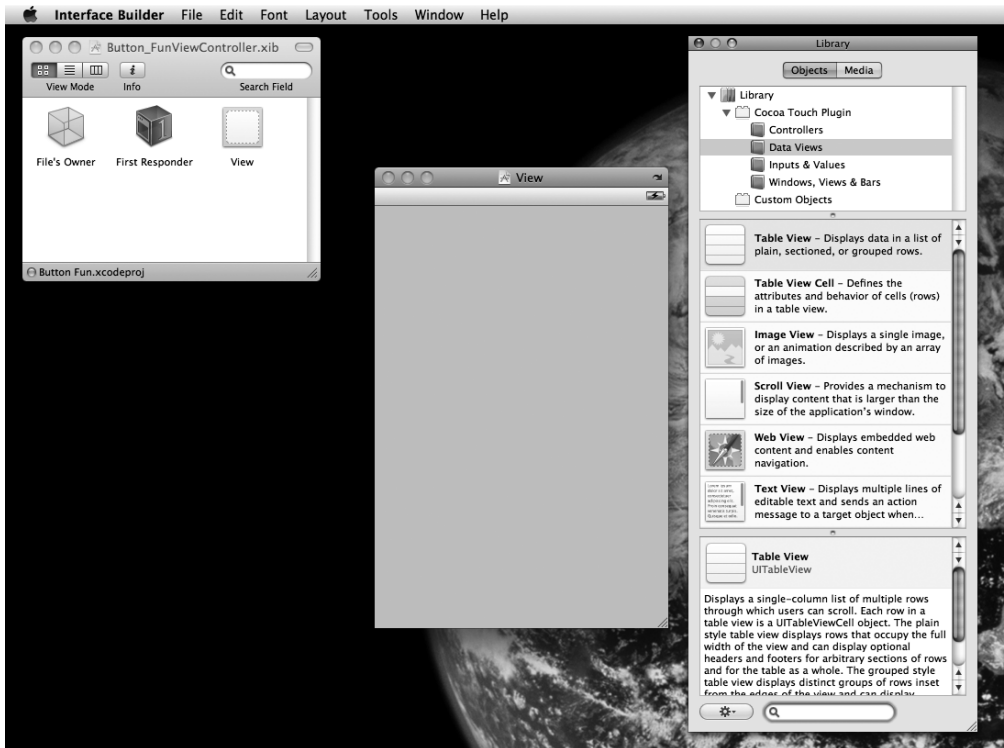 Interface Builder File Edit Font Layout Tools Window Help
Button_FunViewController.xib
View Mode Info Search Field
File's Owner First Responder View
Button Fun.xcodeproj
View
Library
Objects Media
Library
Cocoa Touch Plugin
Controllers
Data Views
Inputs & Values
Windows, Views & Bars
Custom Objects
Table View – Displays data in a list of
plain, sectioned, or grouped rows.
Table View Cell – Defines the
attributes and behavior of cells (rows)
in a table view.
Image View – Displays a single image,
or an animation described by an array
of images.
Scroll View – Provides a mechanism to
display content that is larger than the
size of the application's window.
Web View – Displays embedded web
content and enables content
navigation.
Text View – Displays multiple lines of
editable text and sends an action
message to a target object when...
Table View
UITableView
Displays a single-column list of multiple rows
through which users can scroll. Each row in a
table view is a UITableViewCell object. The plain
style table view displays rows that occupy the full
width of the view and can display optional
headers and footers for arbitrary sections of rows
and for the table as a whole. The grouped style
table view displays distinct groups of rows inset
from the edges of the view and can display